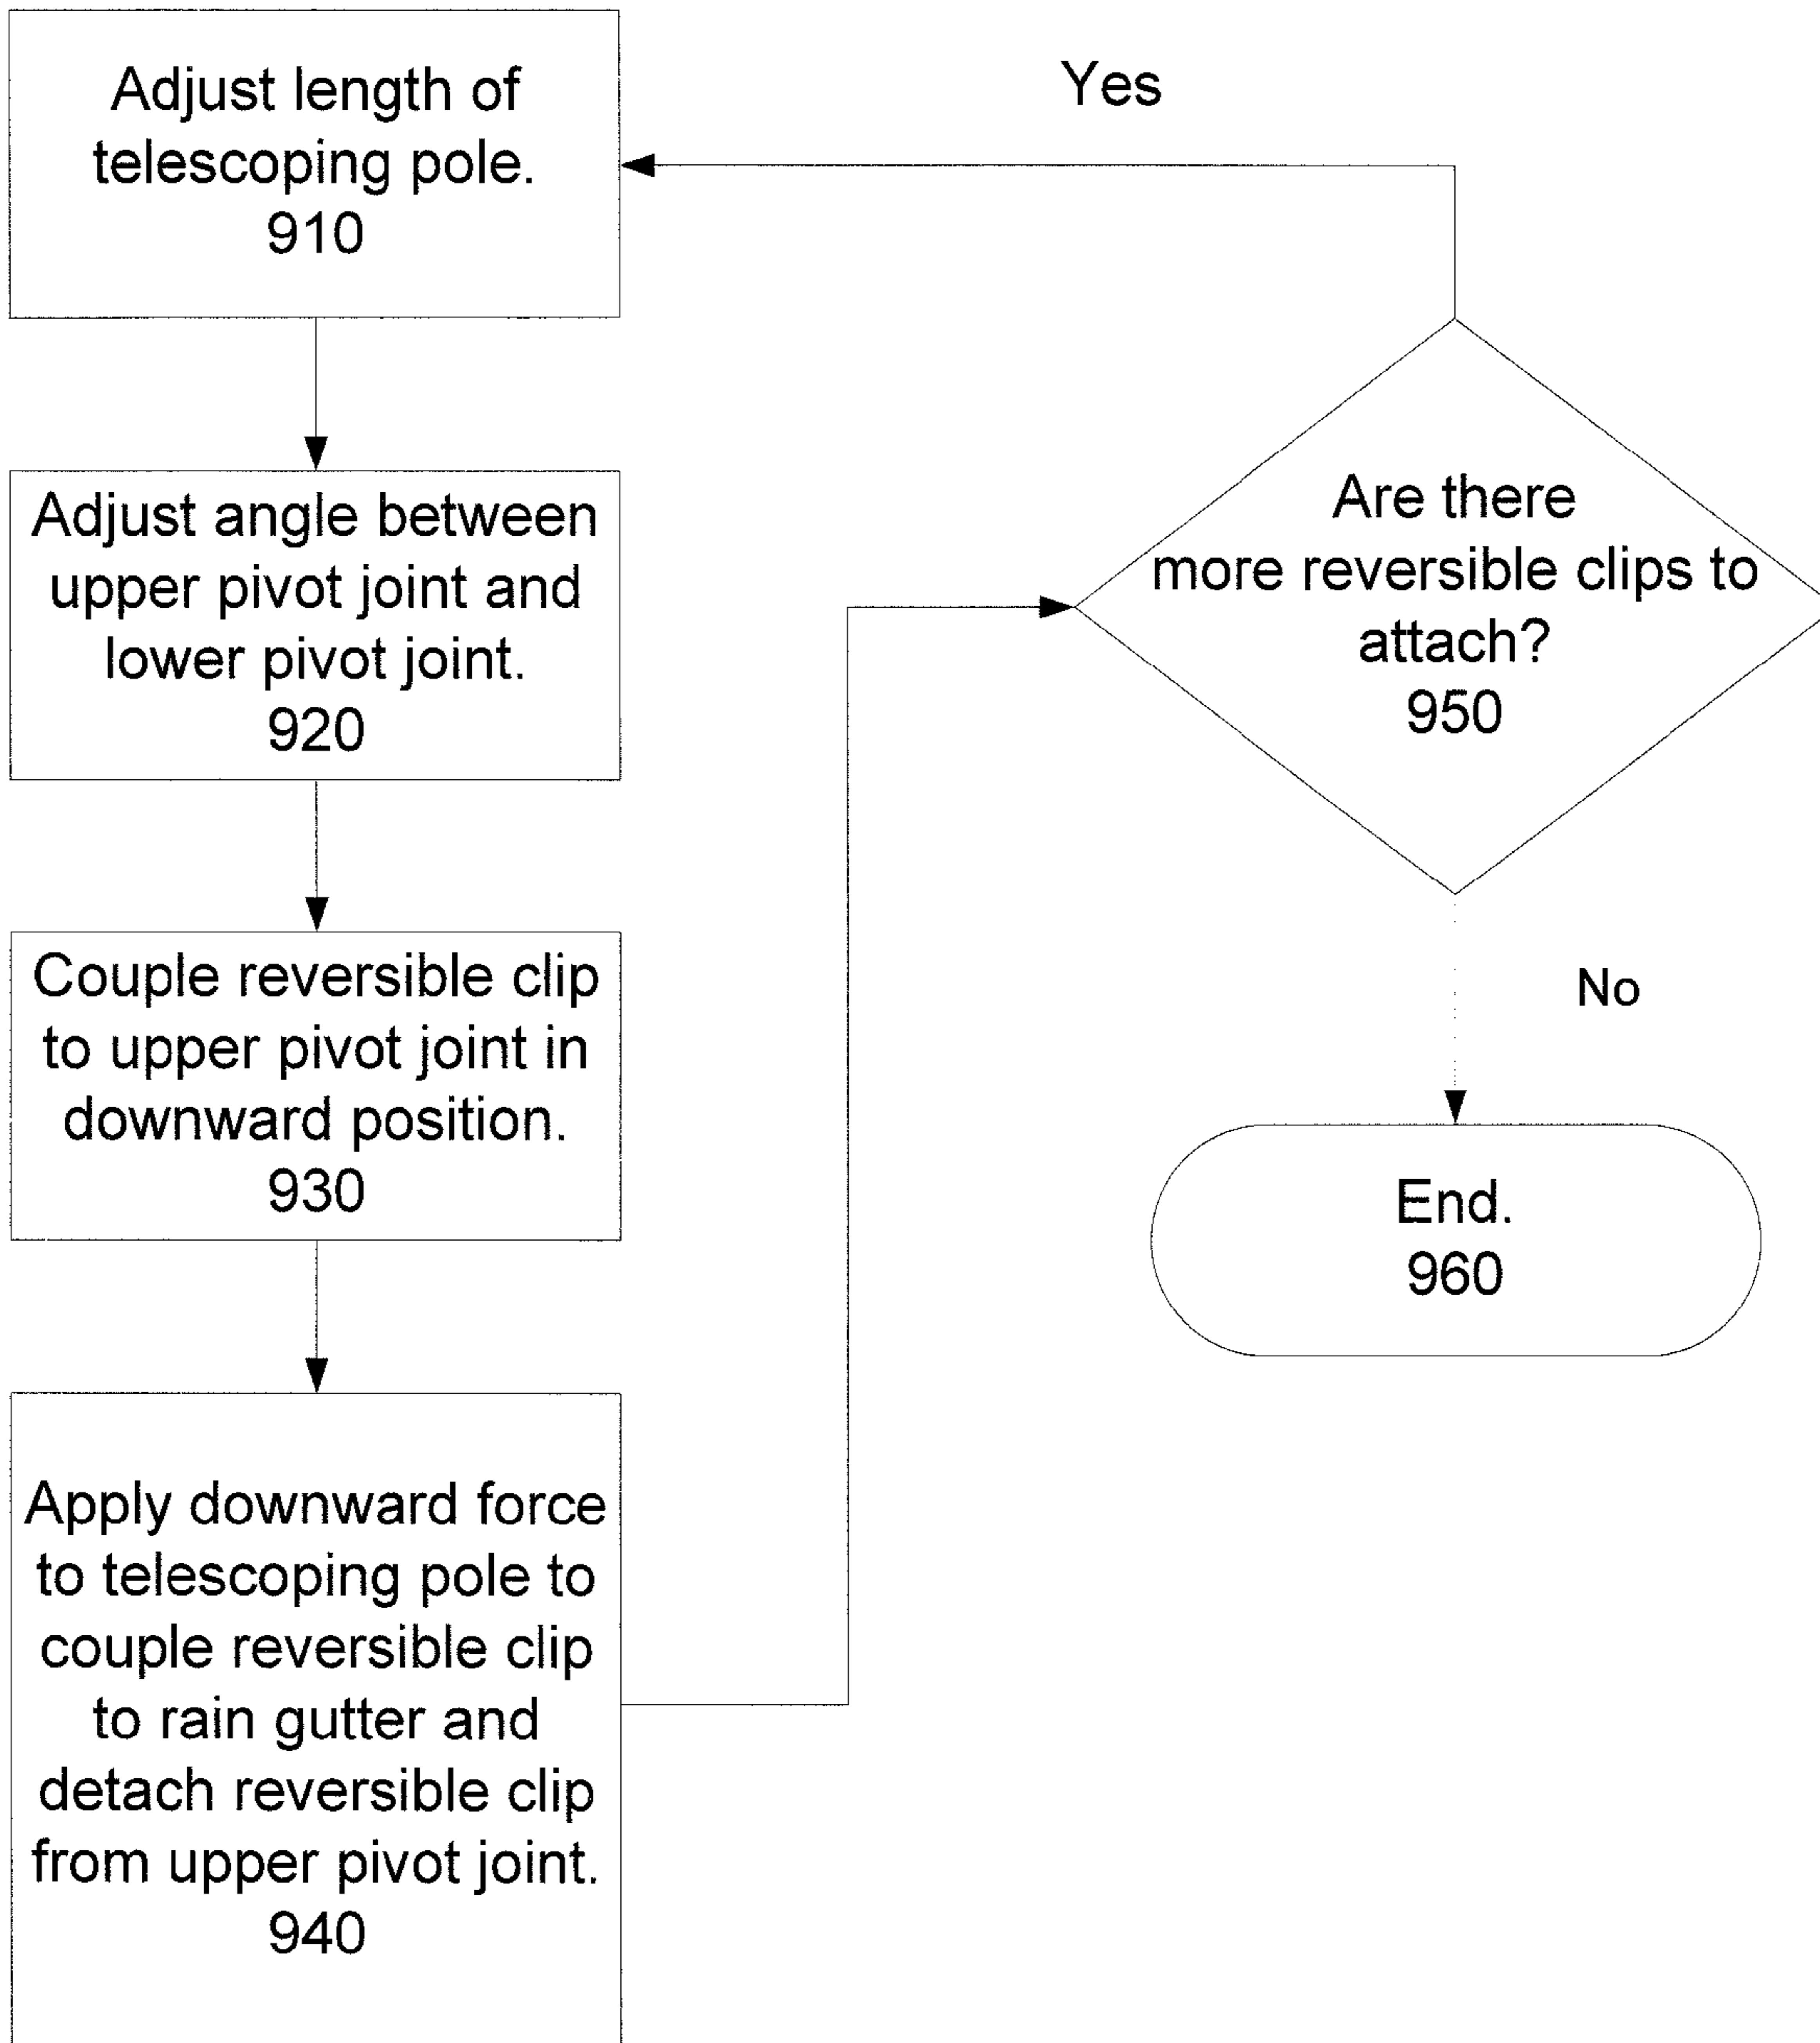 Adjust length of
telescoping pole.
910
Adjust angle between
upper pivot joint and
lower pivot joint.
920
Couple reversible clip
to upper pivot joint in
downward position.
930
Apply downward force
to telescoping pole to
couple reversible clip
to rain gutter and
detach reversible clip
from upper pivot joint.
940
Yes
Are there
more reversible clips to
attach?
950
No
End.
960